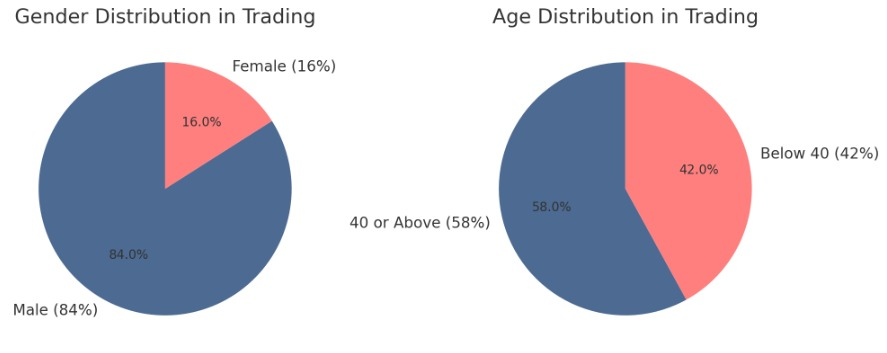 Gender Distribution in Trading
Female (16%)
16.0%
84.0%
Male (84%)
Age Distribution in Trading
Below 40 (42%)
42.0%
58.0%
40 or Above (58%)